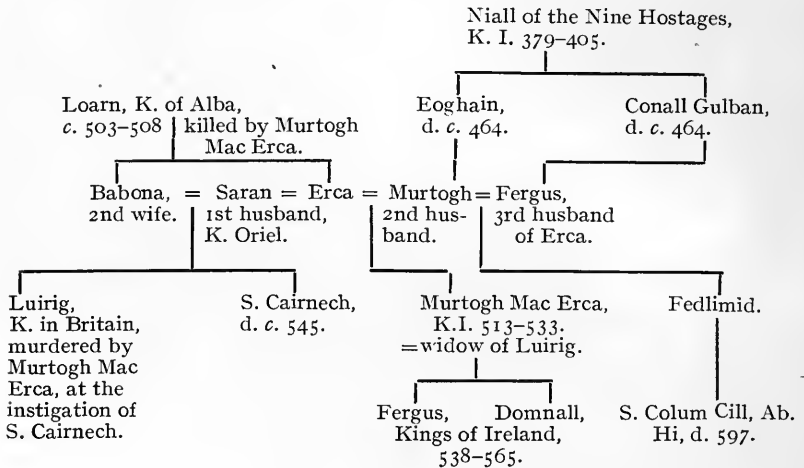 Niall of the Nine Hostages,
K. I. 379–405.
Loarn, K. of Alba,
c. 503–508 killed by Murtogh
Mac Erca.
Eoghain,
d. c. 464.
Conall Gulban,
d. c. 464.
Babona, = Saran = Erca = Murtogh = Fergus,
2nd wife. 1st husband, 2nd hus- 3rd husband
K. Oriel. band. of Erca.
Luirig,
K. in Britain,
murdered by
Murtogh Mac
Erca, at the
instigation of
S. Cairnech.
S. Cairnech,
d. c. 545.
Murtogh Mac Erca,
K.I. 513–533.
=widow of Luirig.
Fedlimid.
Fergus, Domnall,
Kings of Ireland,
538–565.
S. Colum Cill, Ab.
Hi, d. 597.